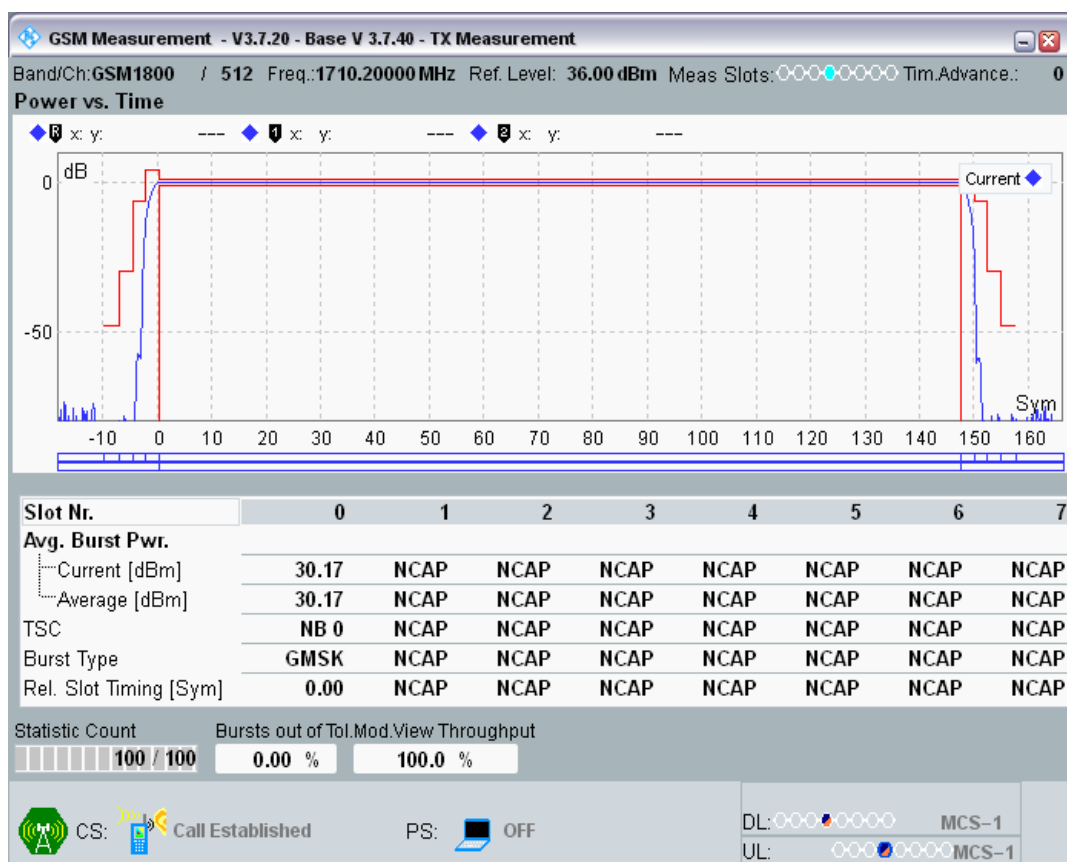 GSM Measurement - V3.7.20 - Base V 3.7.40 - TX Measurement
Band/Ch:GSM1800 / 512 Freq.:1710.20000 MHz Ref. Level: 36.00 dBm Meas Slots: Tim.Advance.: 0
Power vs. Time
R x: y: --- 1 x: y: --- 2 x: y: ---
dB
0
Current
-50
Sym
-10 0 10 20 30 40 50 60 70 80 90 100 110 120 130 140 150 160
Slot Nr. 0 1 2 3 4 5 6 7
Avg. Burst Pwr.
Current [dBm] 30.17 NCAP NCAP NCAP NCAP NCAP NCAP NCAP
Average [dBm] 30.17 NCAP NCAP NCAP NCAP NCAP NCAP NCAP
TSC NB 0 NCAP NCAP NCAP NCAP NCAP NCAP NCAP
Burst Type GMSK NCAP NCAP NCAP NCAP NCAP NCAP NCAP
Rel. Slot Timing [Sym] 0.00 NCAP NCAP NCAP NCAP NCAP NCAP NCAP
Statistic Count Bursts out of Tol.Mod.View Throughput
100 / 100 0.00 % 100.0 %
CS: Call Established PS: OFF
DL: MCS-1
UL: MCS-1